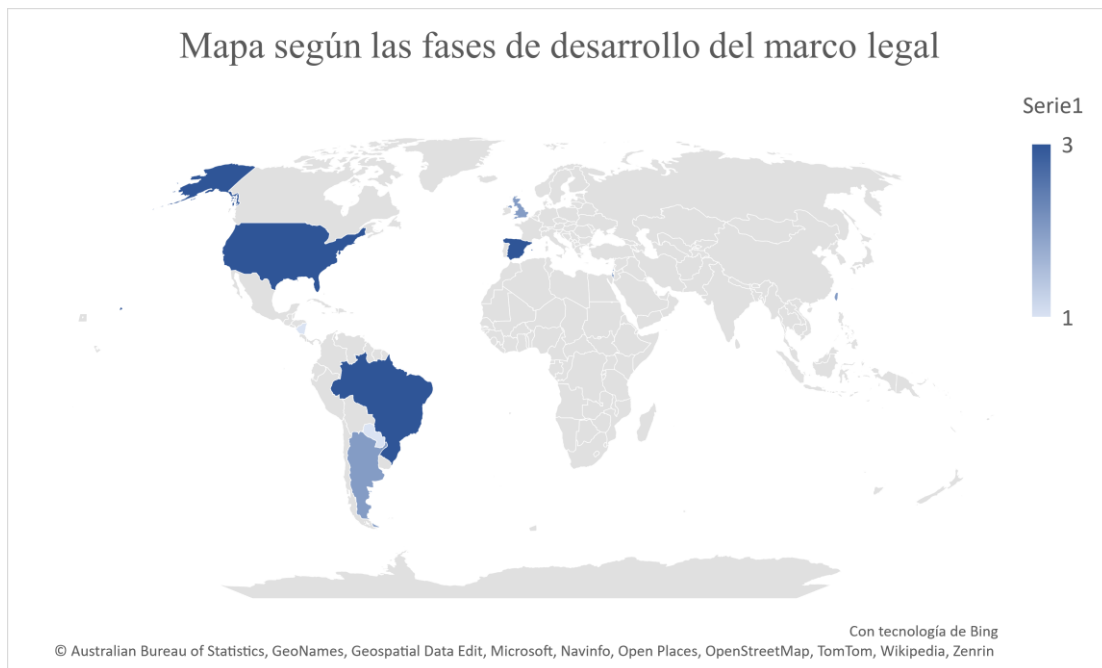 Mapa según las fases de desarrollo del marco legal
Serie1
3
1
Con tecnología de Bing
© Australian Bureau of Statistics, GeoNames, Geospatial Data Edit, Microsoft, Navinfo, Open Places, OpenStreetMap, TomTom, Wikipedia, Zenrin